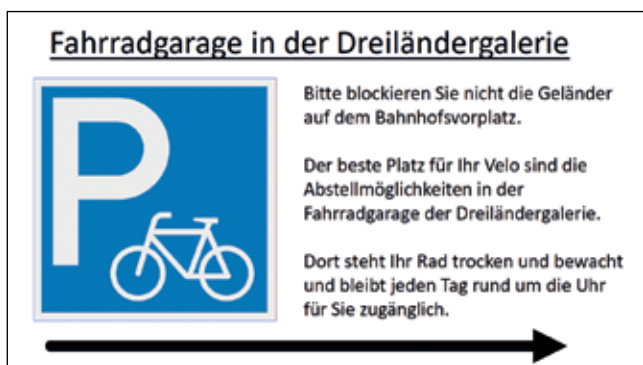 Fahrradgarage in der Dreiländergalerie
P
Bitte blockieren Sie nicht die Geländer
auf dem Bahnhofsvorplatz.
Der beste Platz für Ihr Velo sind die
Abstellmöglichkeiten in der
Fahrradgarage der Dreiländergalerie.
Dort steht Ihr Rad trocken und bewacht
und bleibt jeden Tag rund um die Uhr
für Sie zugänglich.